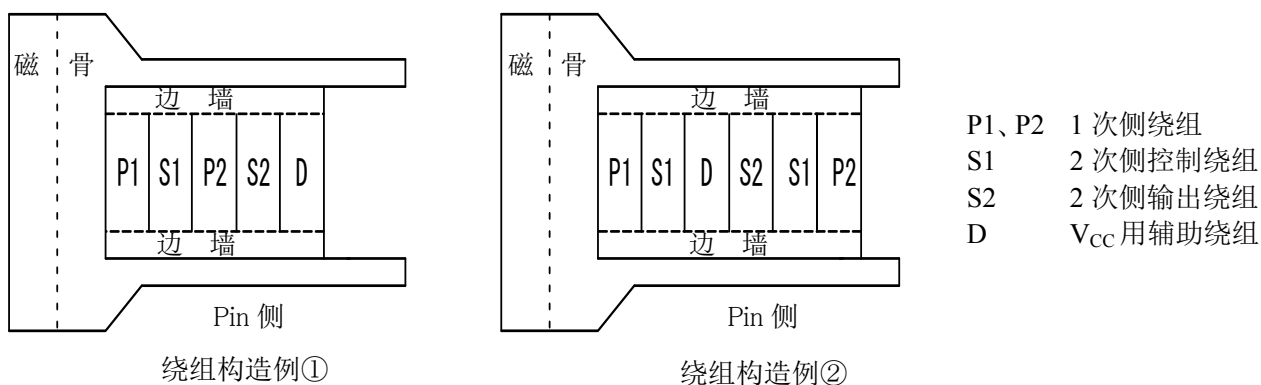 磁 骨
边 墙
P1 S1 P2 S2 D
边 墙
Pin 侧
绕组构造例①
磁 骨
边 墙
P1 S1 D S2 S1 P2
边 墙
Pin 侧
绕组构造例②
P1、P2 1 次侧绕组
S1 2 次侧控制绕组
S2 2 次侧输出绕组
D VCC 用辅助绕组